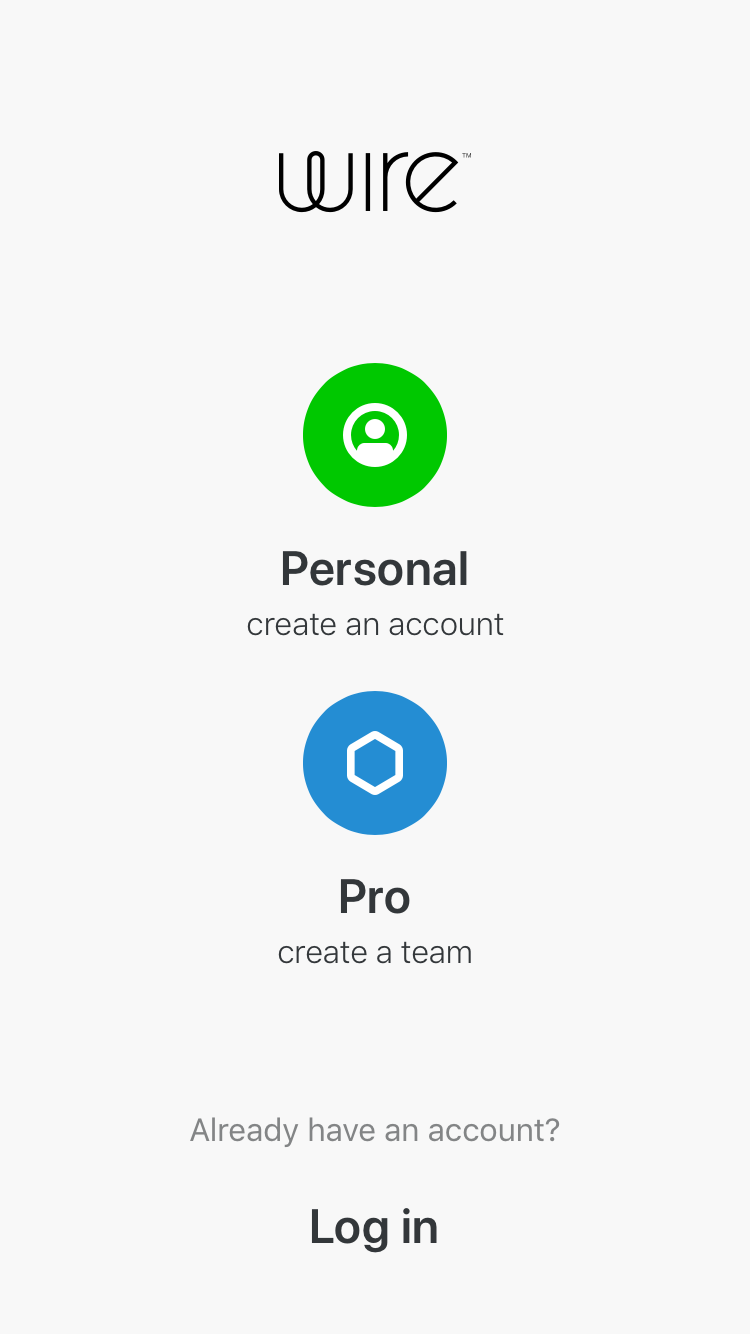 wire™
Personal
create an account
Pro
create a team
Already have an account?
Log in